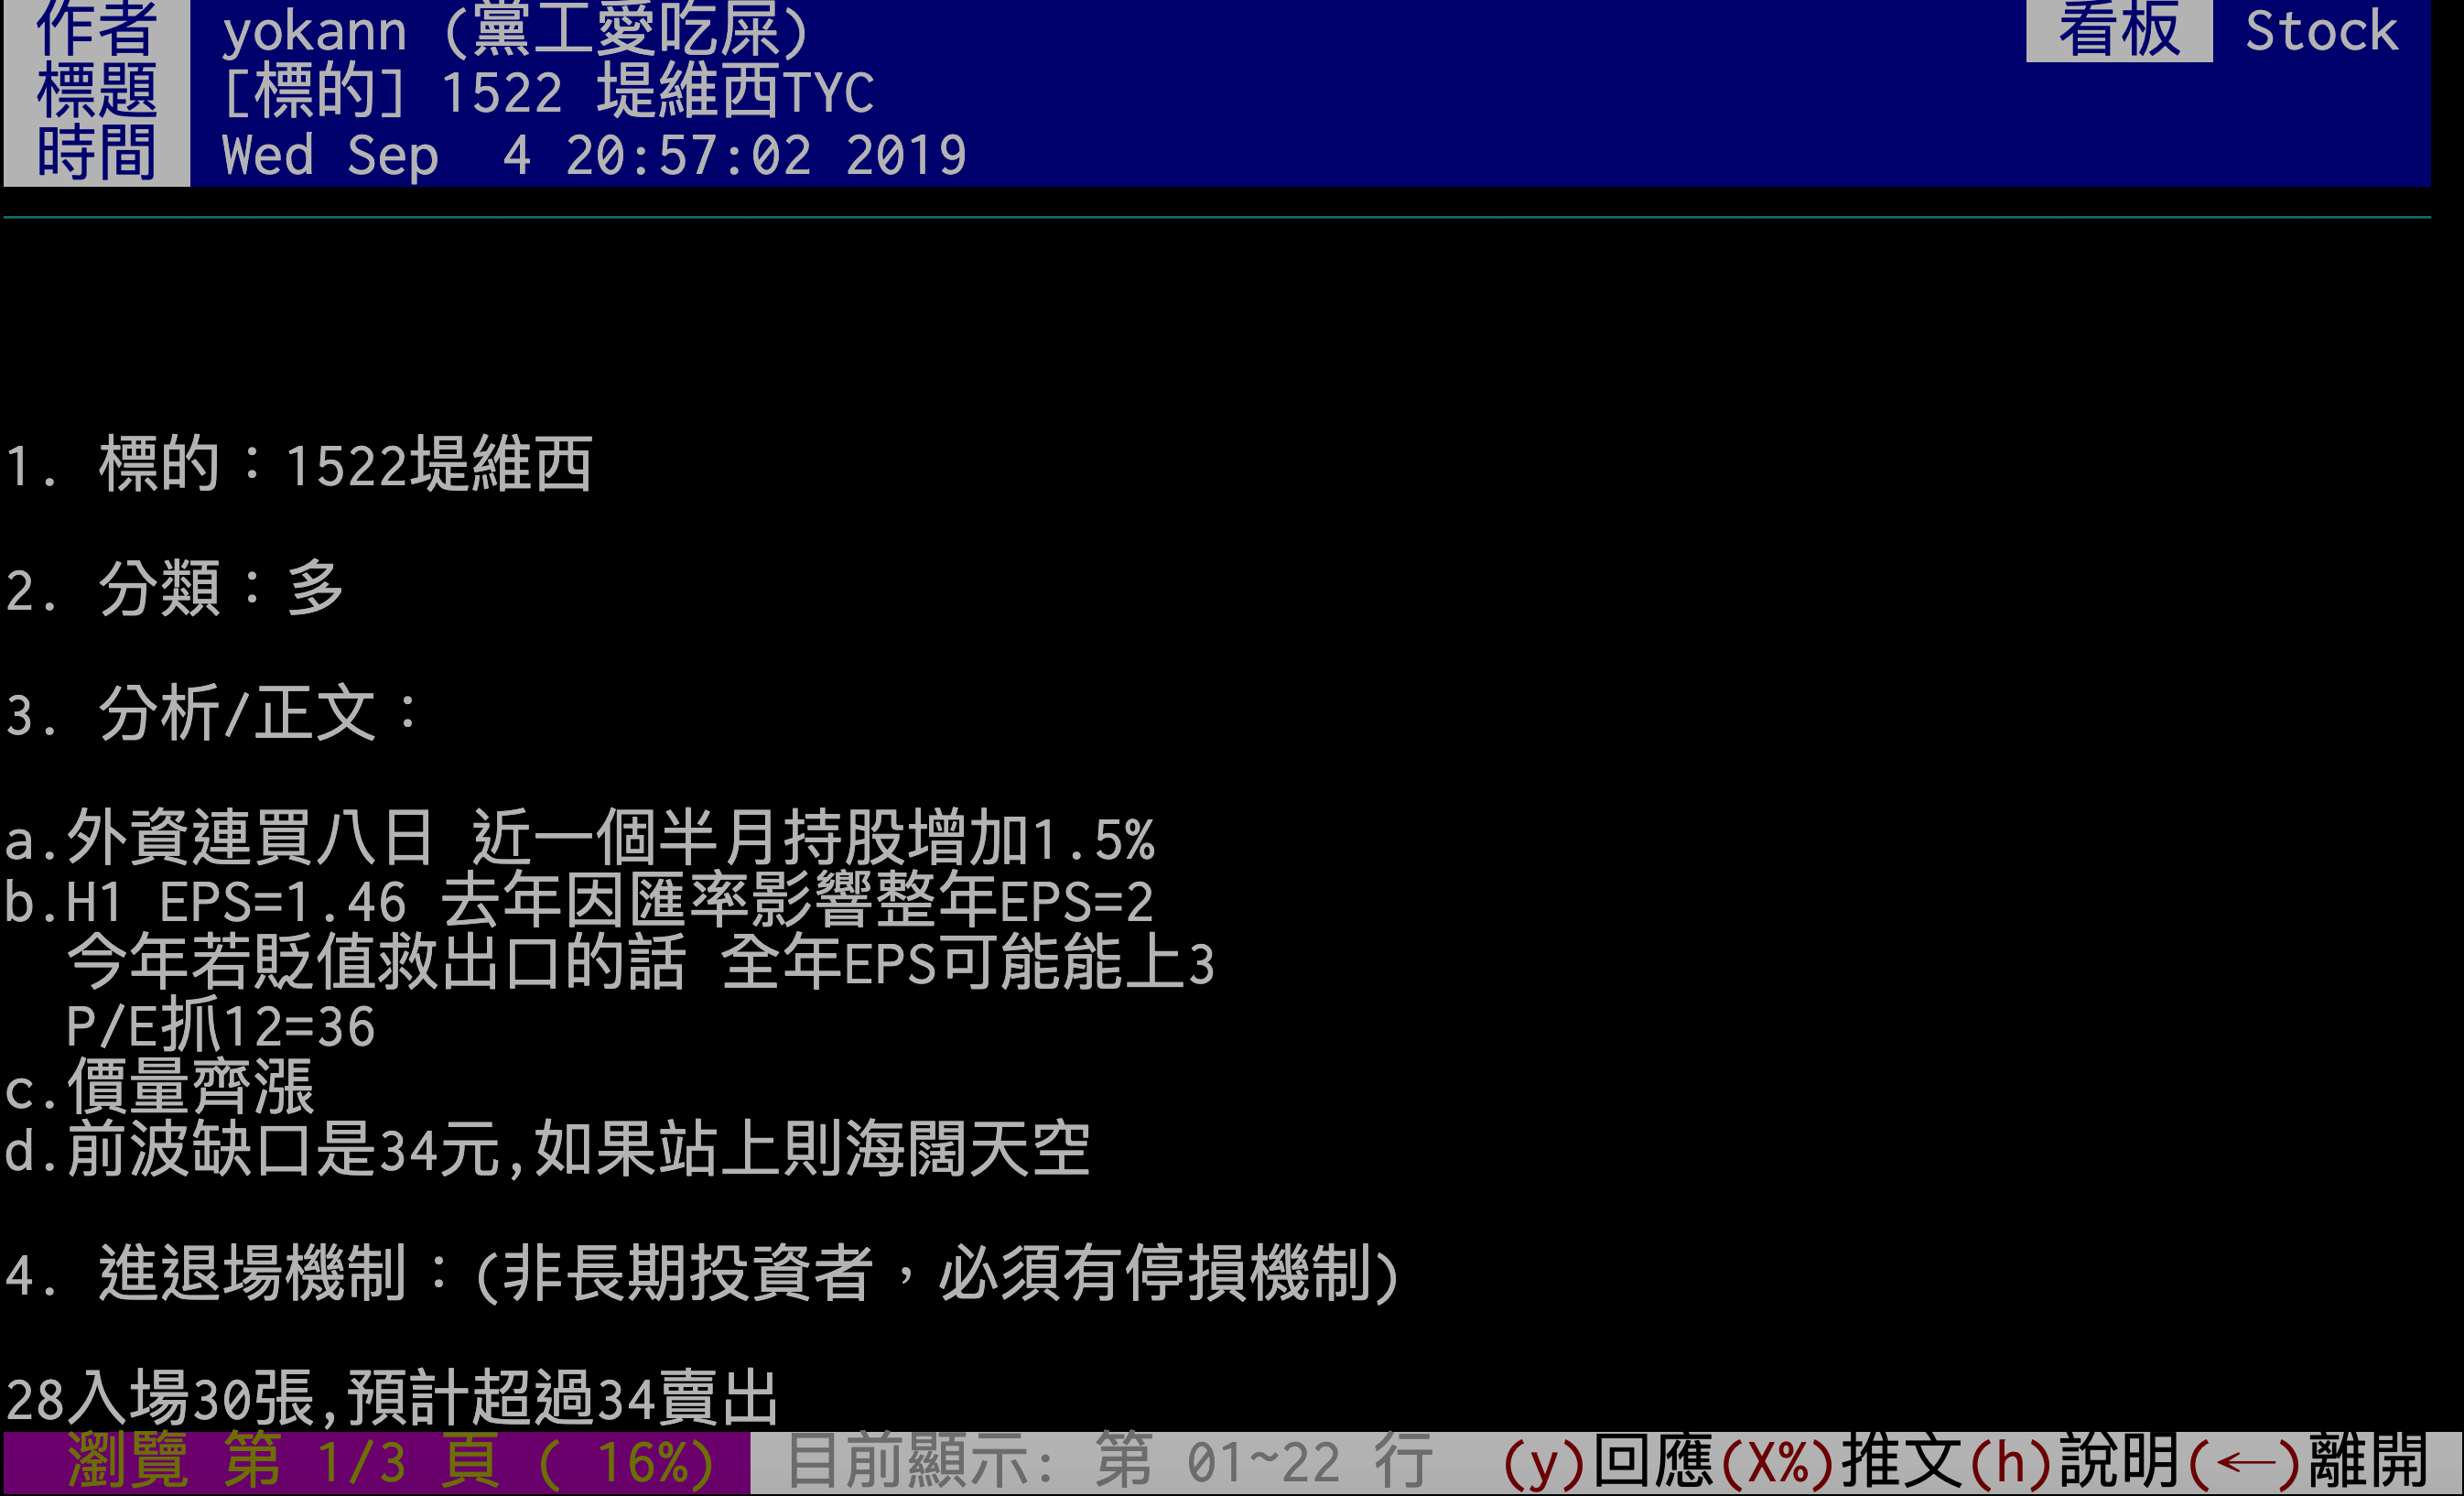 作者 yokann (黨工愛吃麻) 看板 Stock
標題 [標的] 1522 堤維西TYC
時間 Wed Sep  4 20:57:02 2019
1. 標的：1522堤維西
2. 分類：多
3. 分析/正文：
a.外資連買八日 近一個半月持股增加1.5%
b.H1 EPS=1.46 去年因匯率影響整年EPS=2
今年若貶值救出口的話 全年EPS可能能上3
P/E抓12=36
c.價量齊漲
d.前波缺口是34元,如果站上則海闊天空
4. 進退場機制：(非長期投資者，必須有停損機制)
28入場30張,預計超過34賣出
瀏覽 第 1/3 頁 ( 16%) 目前顯示: 第 01~22 行 (y)回應(X%)推文(h)說明(←)離開